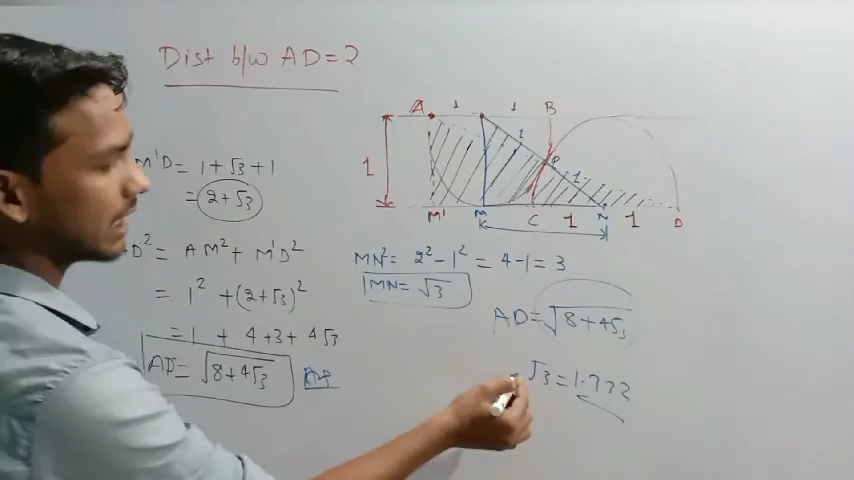 Dist b/w AD = ?
M'D = 1 + √3 + 1
= 2 + √3
D² = AM² + M'D²
= 1² + (2+√3)²
= 1 + 4 + 3 + 4√3
AD = √8+4√3 Ans
A 1 1 B
1 1 P 1
M' M C 1 N 1 D
MN² = 2² - 1² = 4 - 1 = 3
MN = √3
AD = √8+4√3
√3 = 1.732